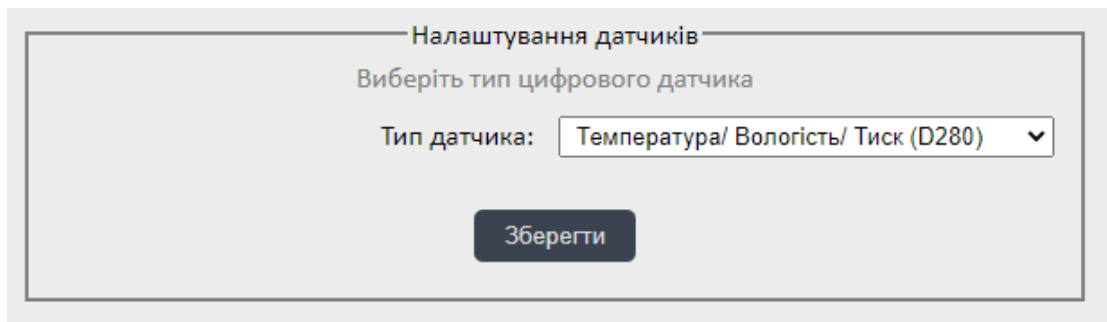 Налаштування датчиків
Виберіть тип цифрового датчика
Тип датчика: Температура/ Вологість/ Тиск (D280)
Зберегти